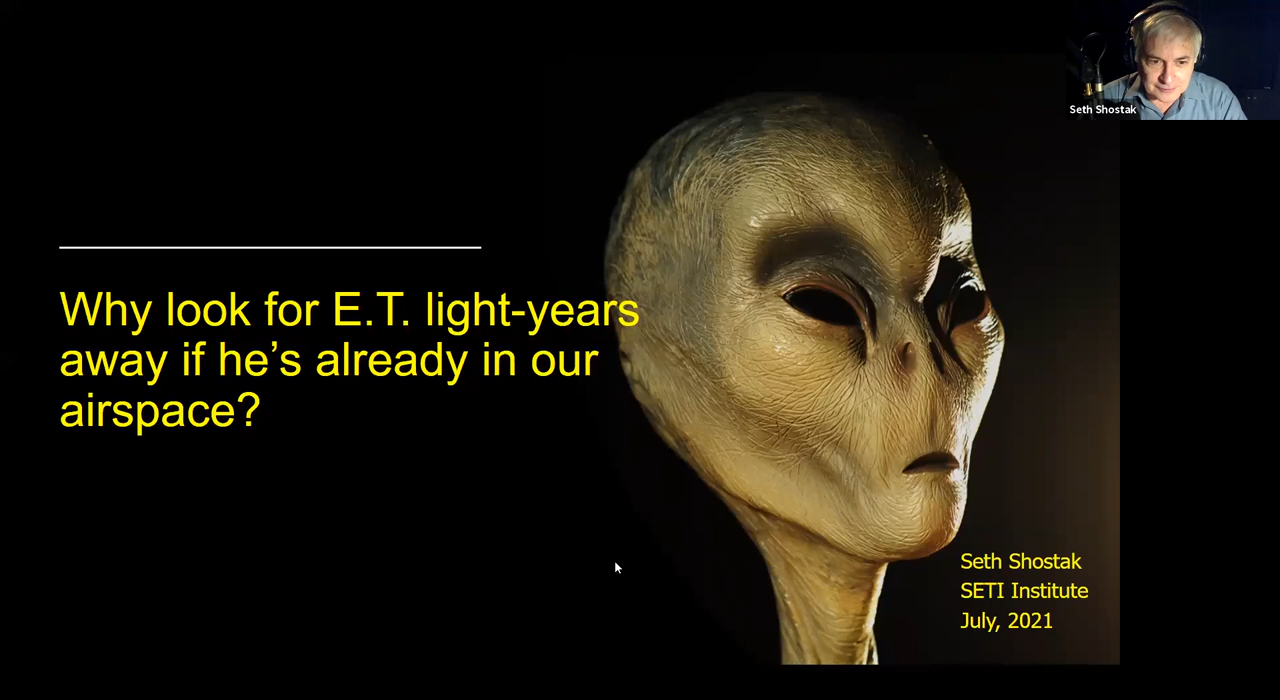 Seth Shostak
Why look for E.T. light-years
away if he’s already in our
airspace?
Seth Shostak
SETI Institute
July, 2021